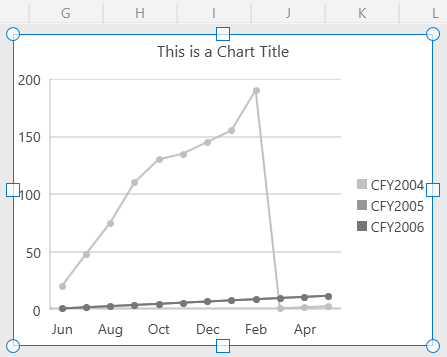 G H I J K L
This is a Chart Title
200
150
100
50
0
CFY2004
CFY2005
CFY2006
Jun Aug Oct Dec Feb Apr